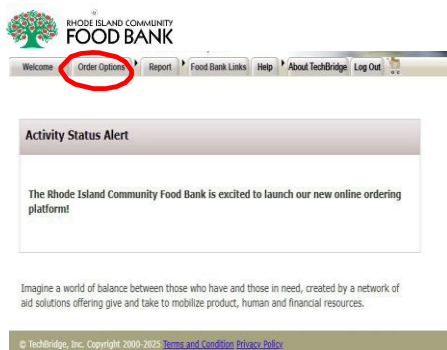 RHODE ISLAND COMMUNITY
FOOD BANK
Welcome Order Options Report Food Bank Links Help About TechBridge Log Out
Activity Status Alert
The Rhode Island Community Food Bank is excited to launch our new online ordering
platform!
Imagine a world of balance between those who have and those in need, created by a network of
aid solutions offering give and take to mobilize product, human and financial resources.
© TechBridge, Inc. Copyright 2000-2025 Terms and Condition Privacy Policy